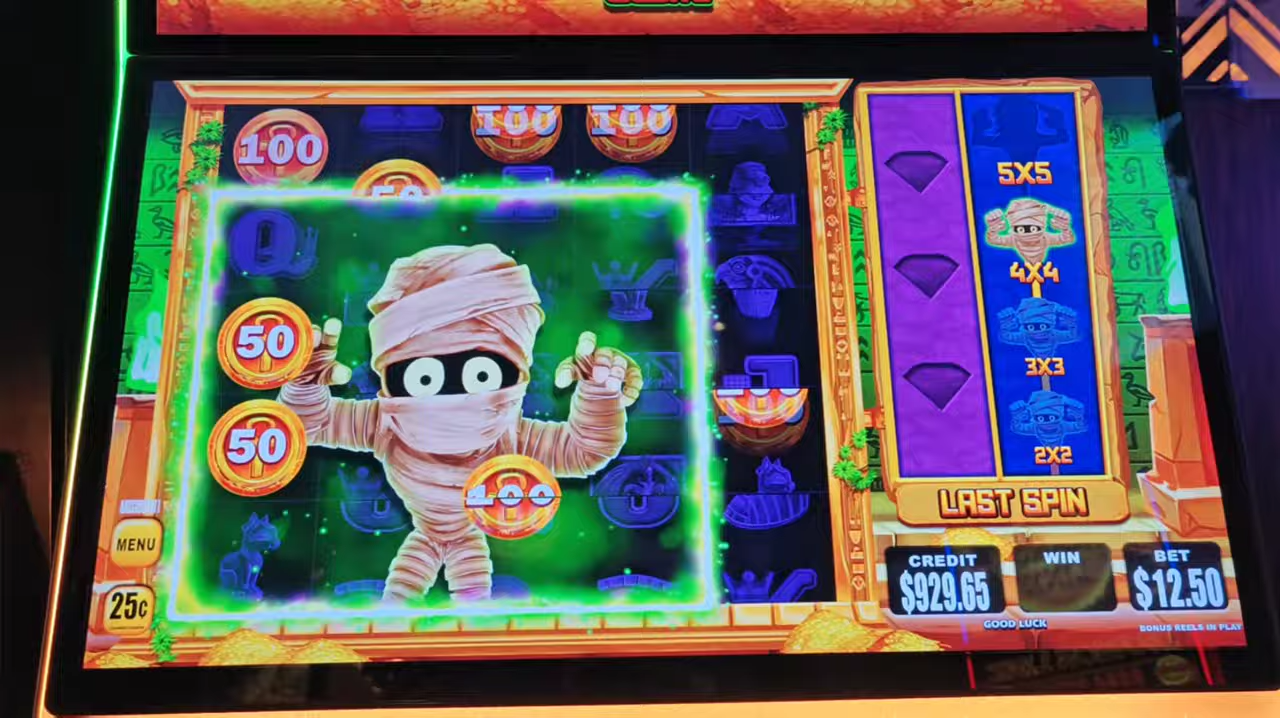 100
100
100
50
5X5
Q
50
4X4
3X3
50
100
2X2
LAST SPIN
MENU
CREDIT
WIN
BET
$929.65
$12.50
25¢
GOOD LUCK
BONUS REELS IN PLAY